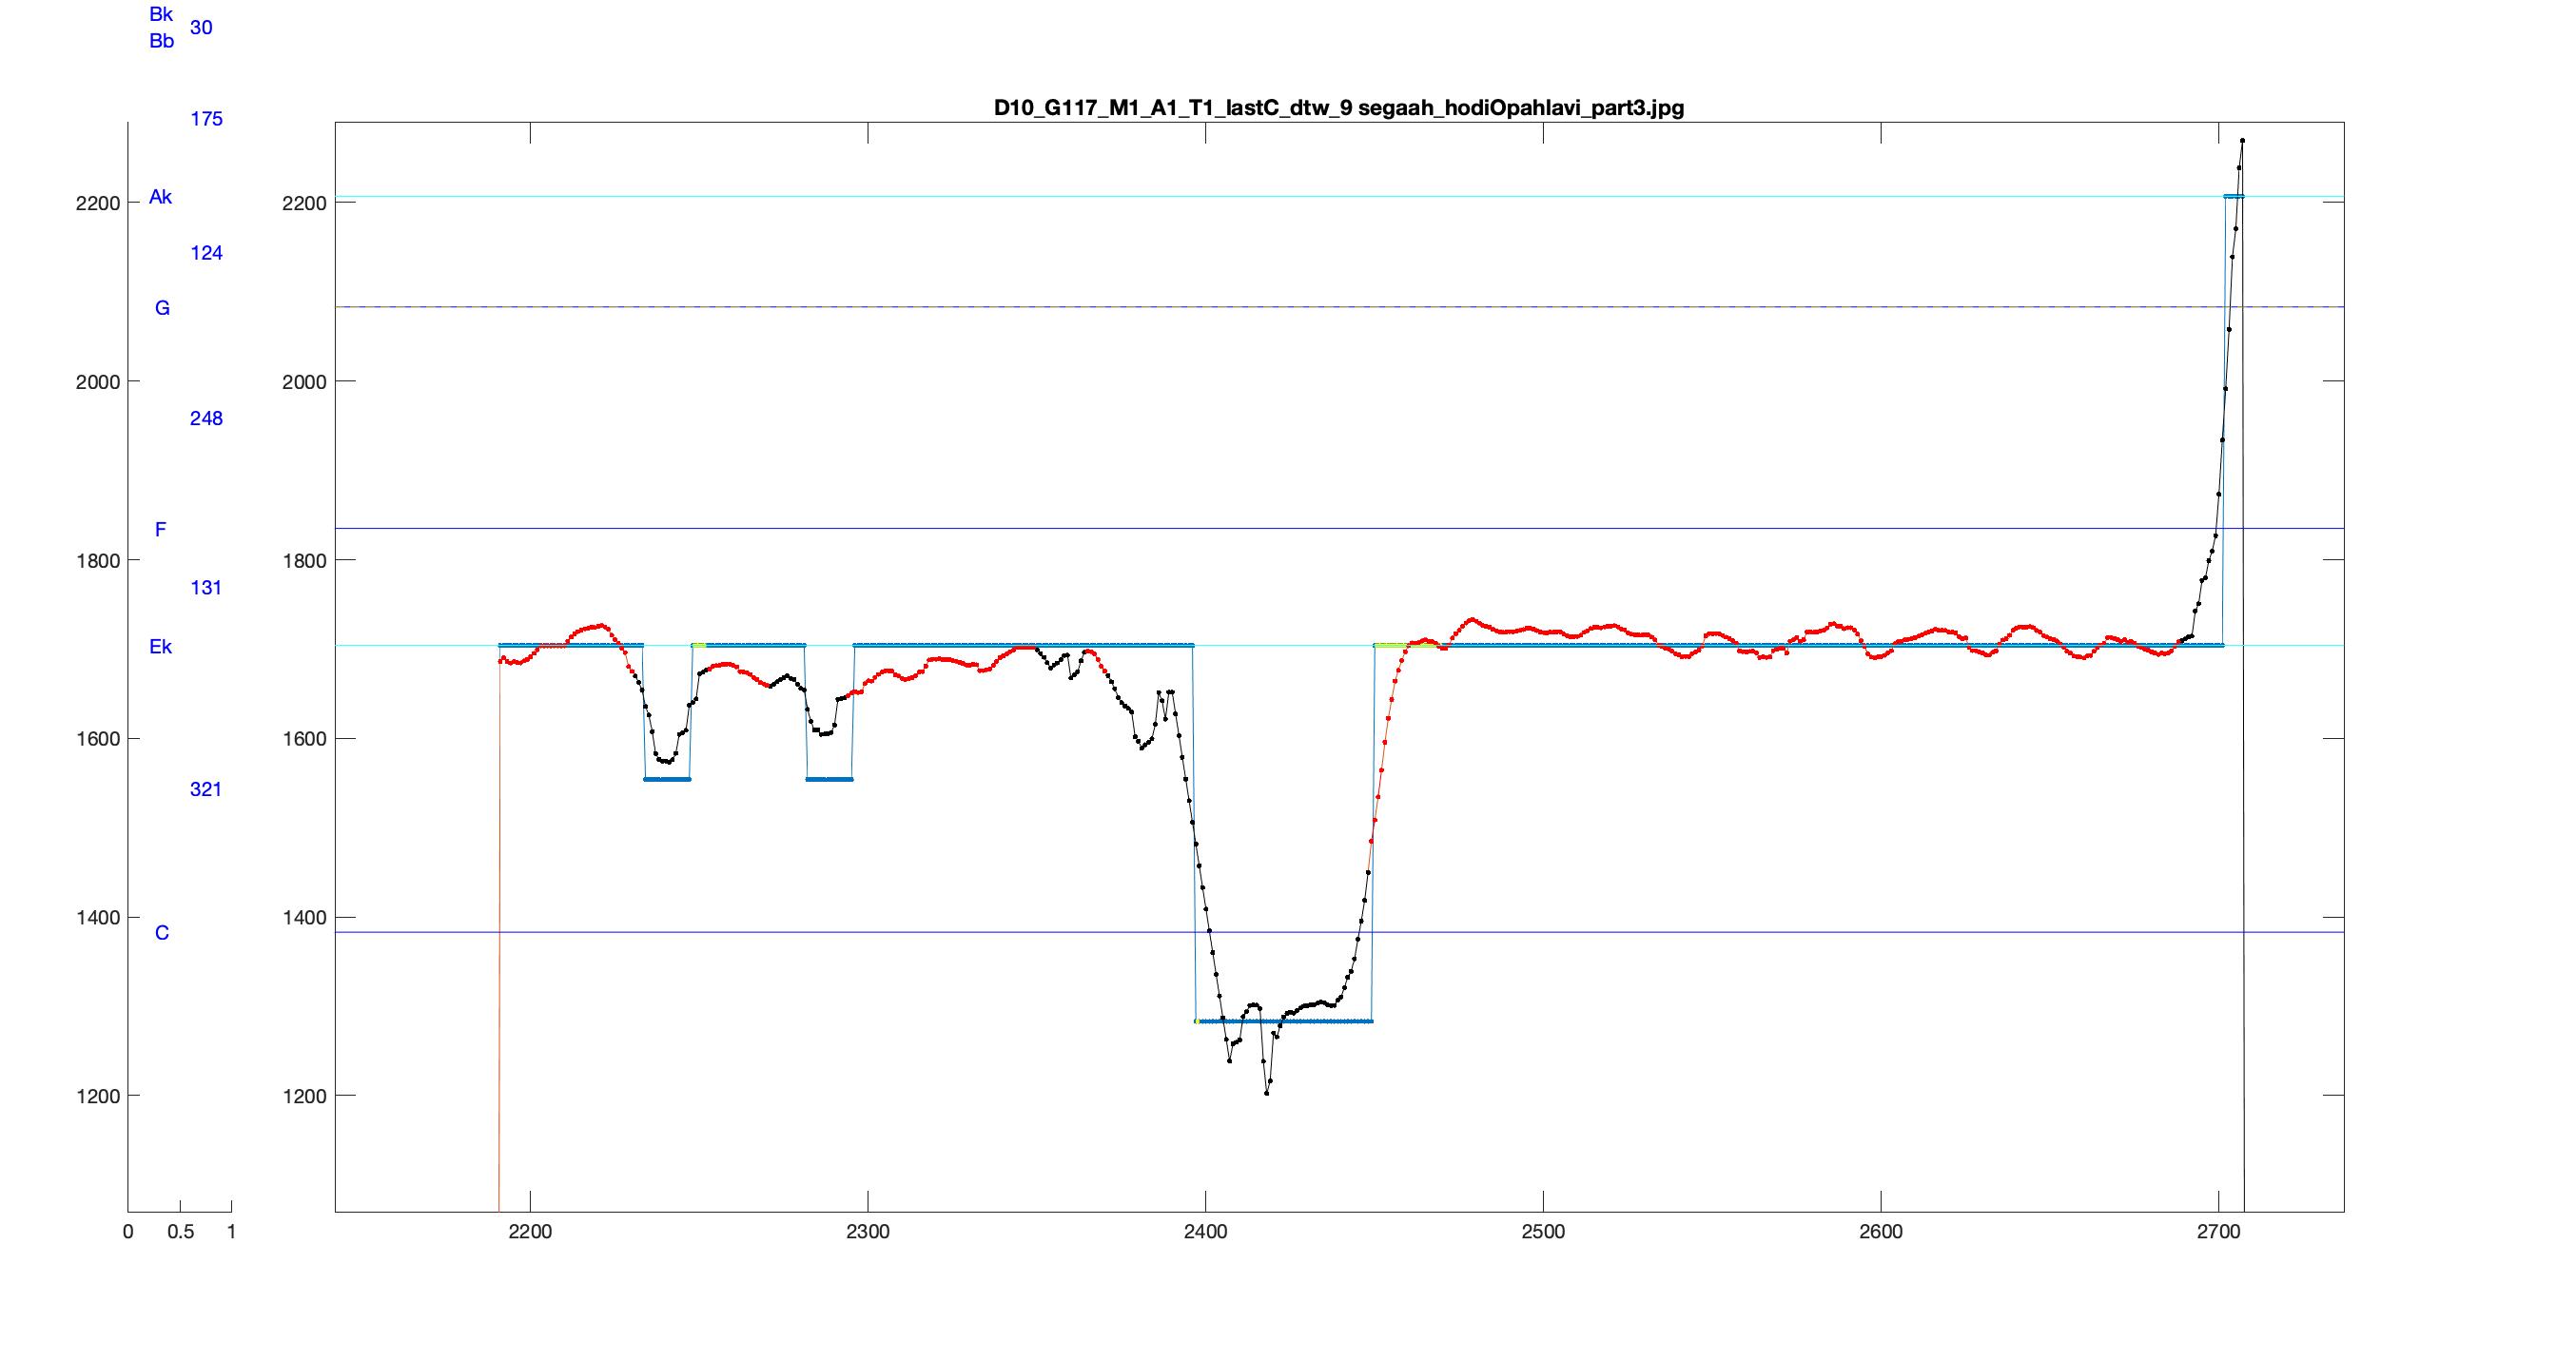 Bk
30
Bb
D10_G117_M1_A1_T1_lastC_dtw_9 segaah_hodiOpahlavi_part3.jpg
175
2200 Ak 2200
124
G
2000 2000
248
F
1800 1800
131
Ek
1600 1600
321
1400 C 1400
1200 1200
0 0.5 1 2200 2300 2400 2500 2600 2700